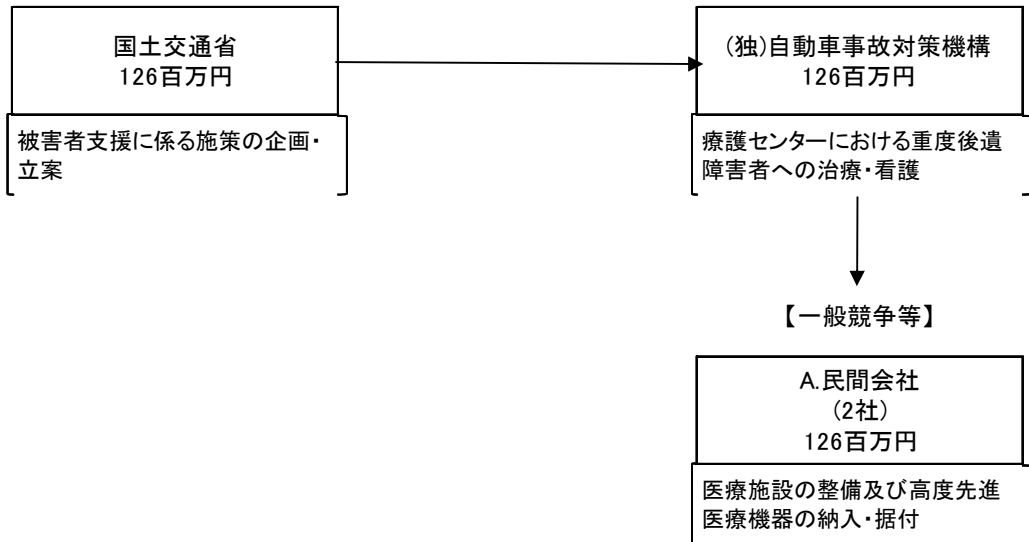 国土交通省
126百万円
被害者支援に係る施策の企画・
立案
(独)自動車事故対策機構
126百万円
療護センターにおける重度後遺
障害者への治療・看護
【一般競争等】
A.民間会社
(2社)
126百万円
医療施設の整備及び高度先進
医療機器の納入・据付